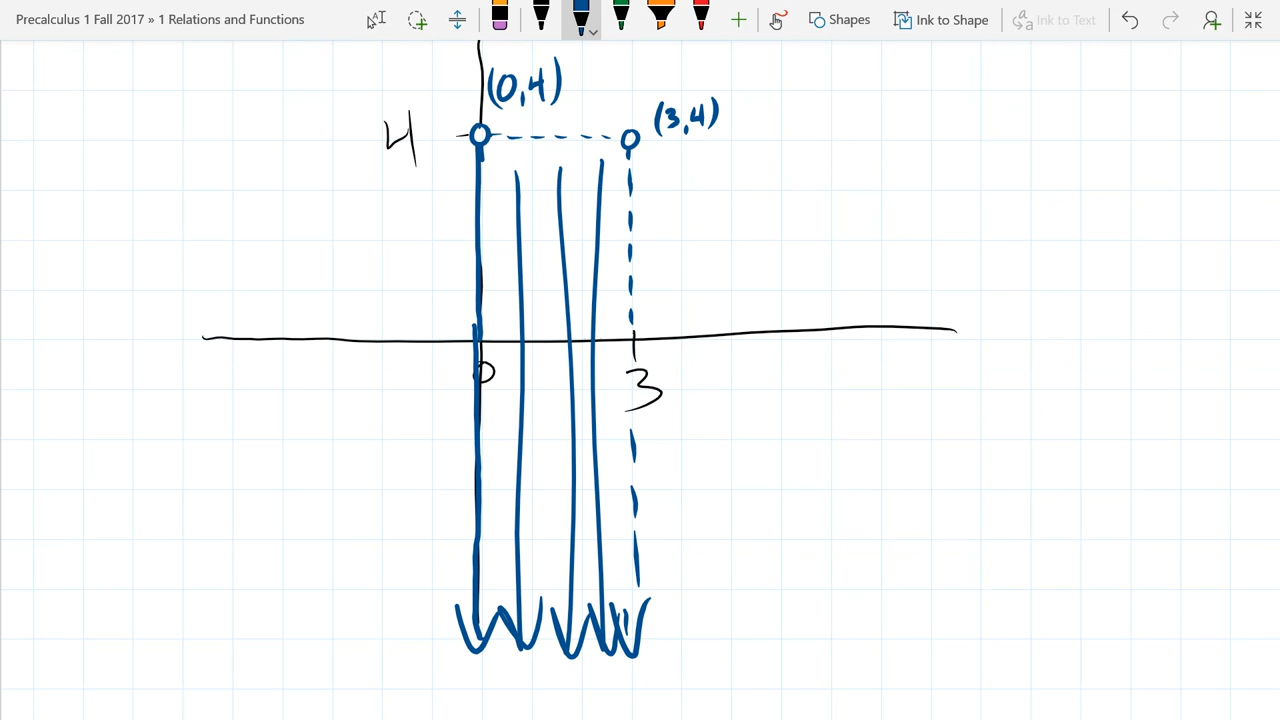 Precalculus 1 Fall 2017 » 1 Relations and Functions
Shapes
Ink to Shape
Ink to Text
(0,4)
(3,4)
4
0
3